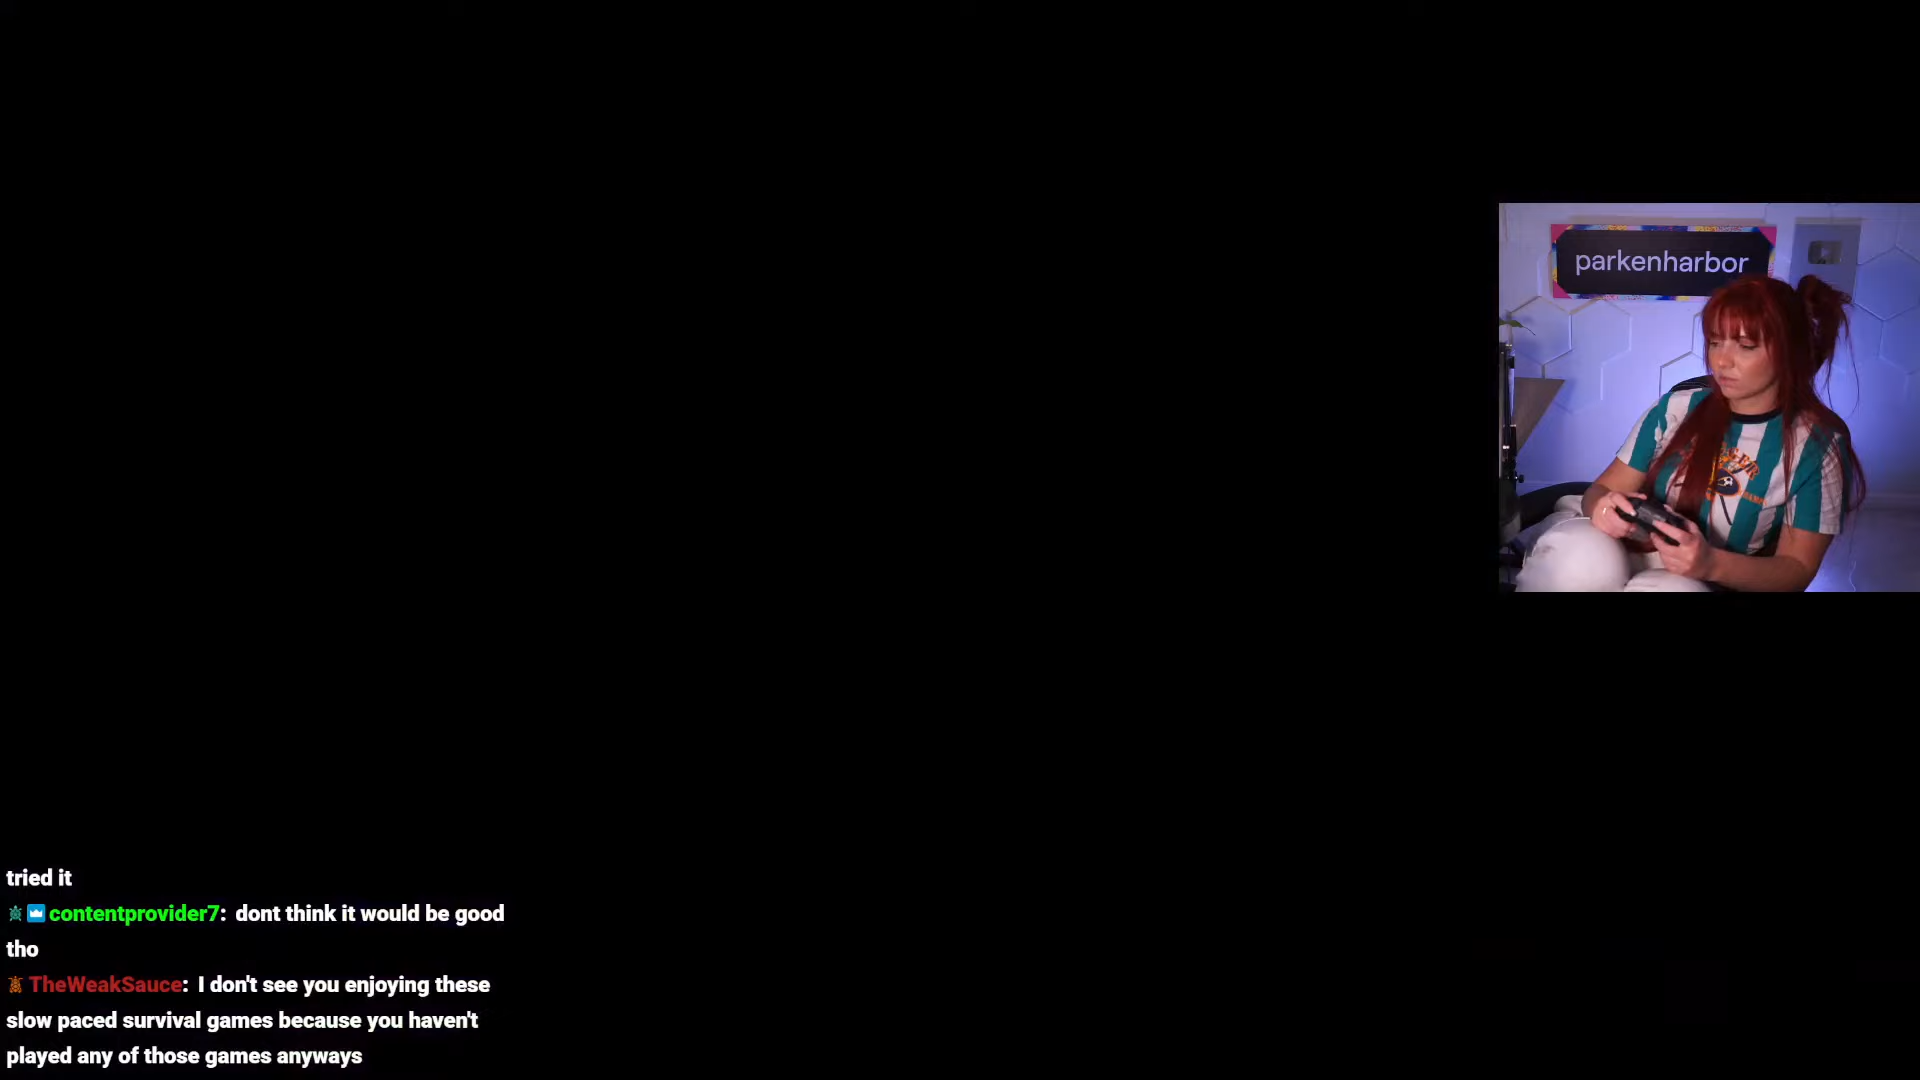 parkenharbor
tried it
contentprovider7: dont think it would be good
tho
TheWeakSauce: I don't see you enjoying these
slow paced survival games because you haven't
played any of those games anyways